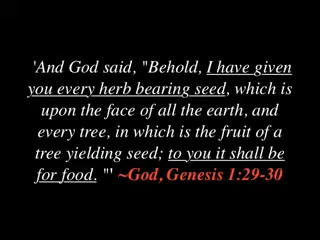 'And God said, "Behold, I have given
you every herb bearing seed, which is
upon the face of all the earth, and
every tree, in which is the fruit of a
tree yielding seed; to you it shall be
for food. "' ~God, Genesis 1:29-30